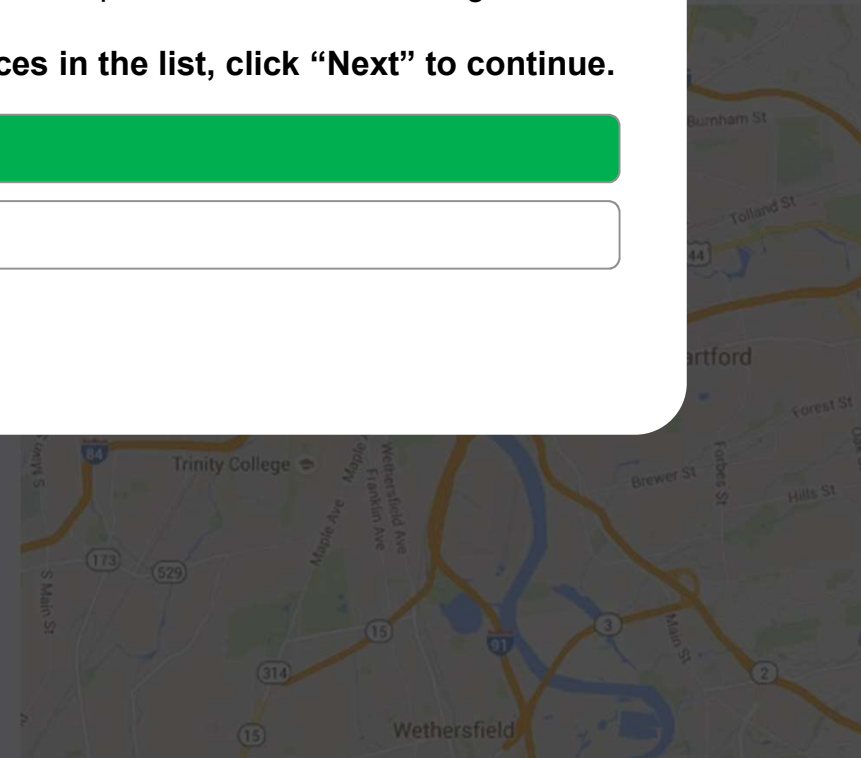 ces in the list, click “Next” to continue.
Burnham St
Tolland St
44
artford
Forest St
Trinity College
84
Maple Ave
Wethersfield Ave
Franklin Ave
Forbes St
Brewer St
Hills St
Maple Ave
173
529
S Main St
15
3
91
Main St
314
2
15
Wethersfield